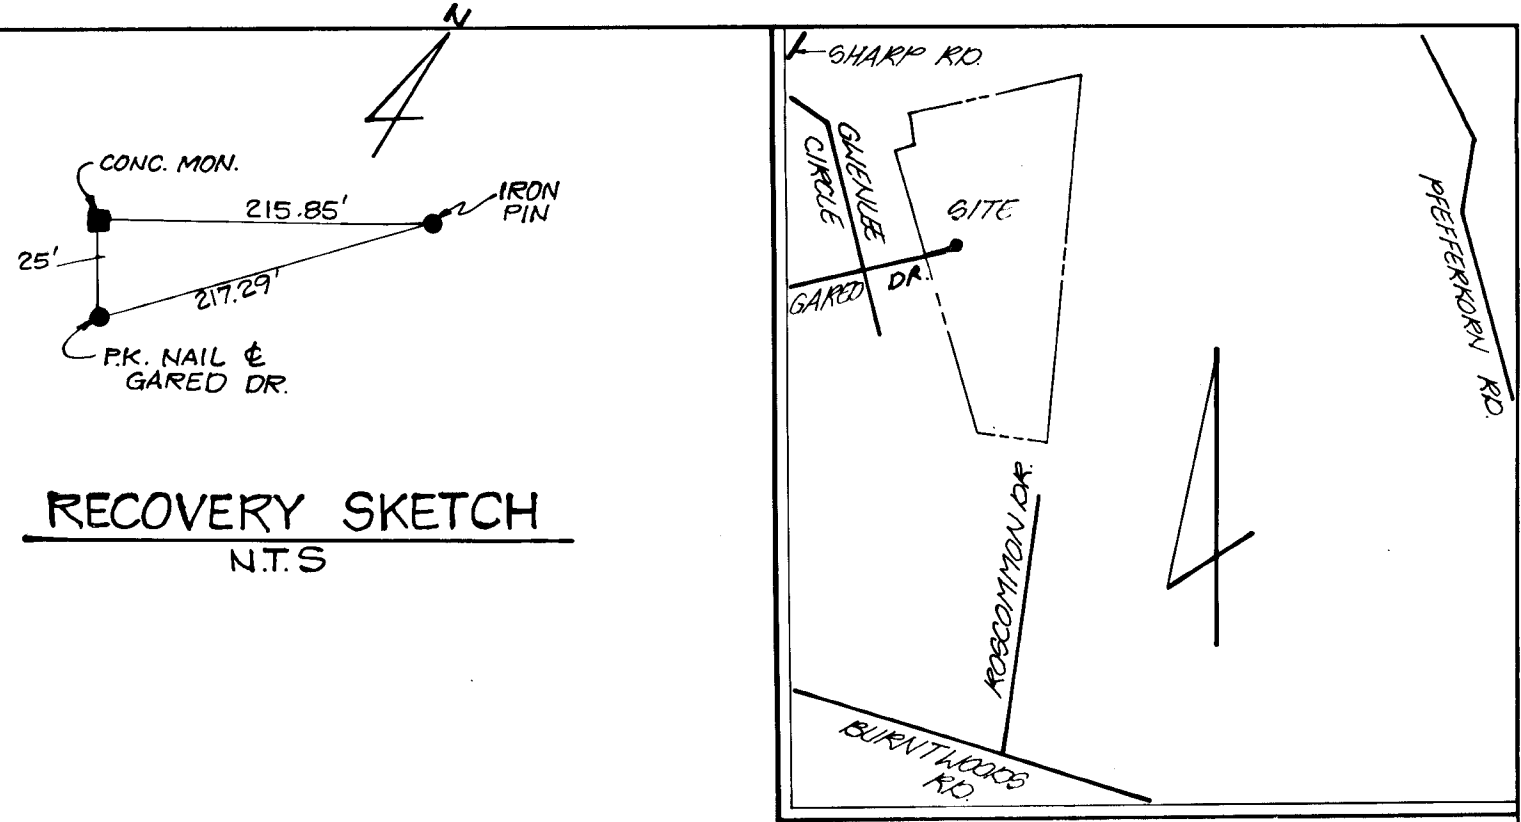 N
CONC. MON.
215.85'
IRON
PIN
25'
217.29'
P.K. NAIL ℄
GARED DR.
RECOVERY SKETCH
N.T.S
SHARP RD.
GWENLEE
CIRCLE
SITE
GARED DR.
PFEFFERKORN RD.
ROSCOMMON DR.
BURNTWOODS
RD.